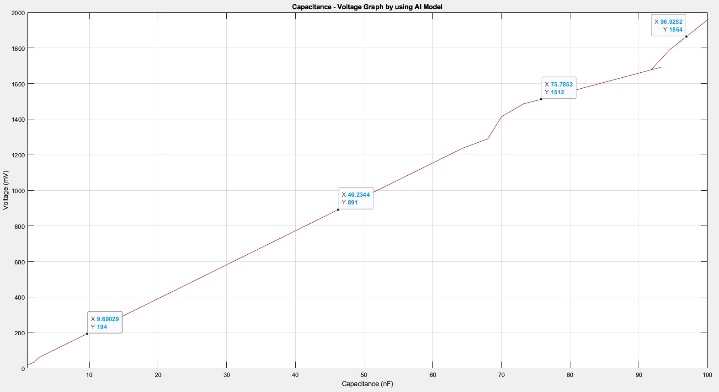 Capacitance - Voltage Graph by using AI Model
2000
1800
1600
1400
1200
1000
800
600
400
200
0
Voltage (mV)
X 96.9252
Y 1864
X 75.7852
Y 1512
X 46.2344
Y 891
X 9.69029
Y 194
10 20 30 40 50 60 70 80 90 100
Capacitance (nF)